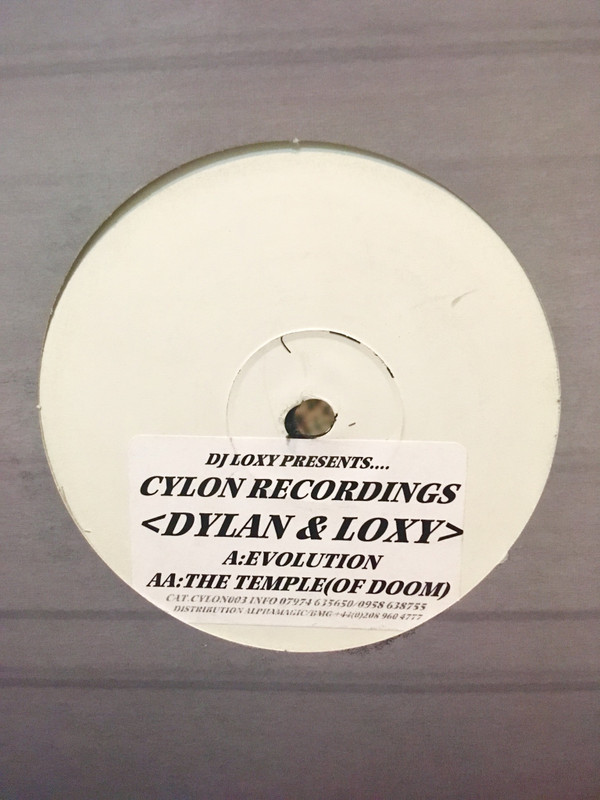 DJ LOXY PRESENTS....
CYLON RECORDINGS
<DYLAN & LOXY>
A:EVOLUTION
AA:THE TEMPLE(OF DOOM)
CAT.CYLON003 INFO 07974 635650/0958 638755
DISTRIBUTION ALPHAMAGIC/BMG:+44(0)208 960 4777